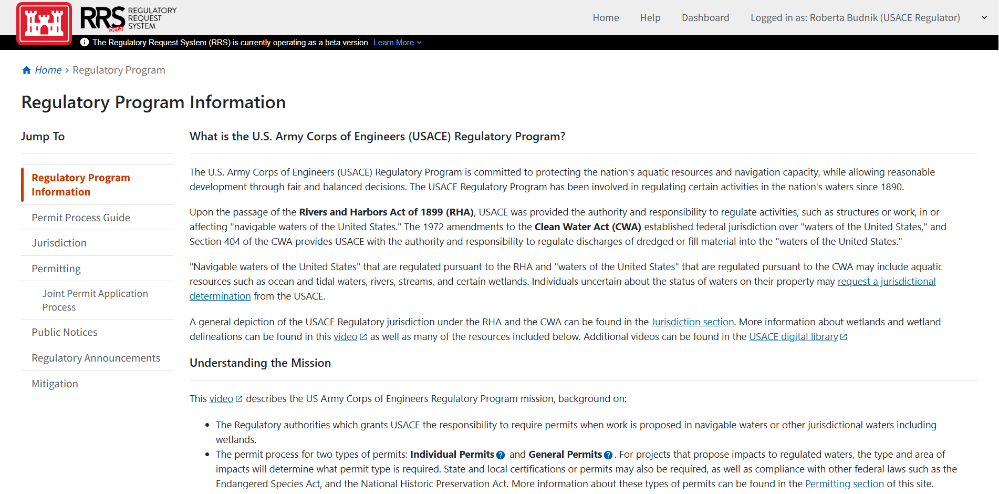 RRS beta REGULATORY REQUEST SYSTEM
Home Help Dashboard Logged in as: Roberta Budnik (USACE Regulator)
The Regulatory Request System (RRS) is currently operating as a beta version Learn More
Home > Regulatory Program
Regulatory Program Information
Jump To
Regulatory Program
Information
Permit Process Guide
Jurisdiction
Permitting
Joint Permit Application
Process
Public Notices
Regulatory Announcements
Mitigation
What is the U.S. Army Corps of Engineers (USACE) Regulatory Program?
The U.S. Army Corps of Engineers (USACE) Regulatory Program is committed to protecting the nation's aquatic resources and navigation capacity, while allowing reasonable
development through fair and balanced decisions. The USACE Regulatory Program has been involved in regulating certain activities in the nation's waters since 1890.
Upon the passage of the Rivers and Harbors Act of 1899 (RHA), USACE was provided the authority and responsibility to regulate activities, such as structures or work, in or
affecting "navigable waters of the United States." The 1972 amendments to the Clean Water Act (CWA) established federal jurisdiction over "waters of the United States," and
Section 404 of the CWA provides USACE with the authority and responsibility to regulate discharges of dredged or fill material into the "waters of the United States."
"Navigable waters of the United States" that are regulated pursuant to the RHA and "waters of the United States" that are regulated pursuant to the CWA may include aquatic
resources such as ocean and tidal waters, rivers, streams, and certain wetlands. Individuals uncertain about the status of waters on their property may request a jurisdictional
determination from the USACE.
A general depiction of the USACE Regulatory jurisdiction under the RHA and the CWA can be found in the Jurisdiction section. More information about wetlands and wetland
delineations can be found in this video as well as many of the resources included below. Additional videos can be found in the USACE digital library
Understanding the Mission
This video describes the US Army Corps of Engineers Regulatory Program mission, background on:
• The Regulatory authorities which grants USACE the responsibility to require permits when work is proposed in navigable waters or other jurisdictional waters including
wetlands.
• The permit process for two types of permits: Individual Permits ? and General Permits ? . For projects that propose impacts to regulated waters, the type and area of
impacts will determine what permit type is required. State and local certifications or permits may also be required, as well as compliance with other federal laws such as the
Endangered Species Act, and the National Historic Preservation Act. More information about these types of permits can be found in the Permitting section of this site.